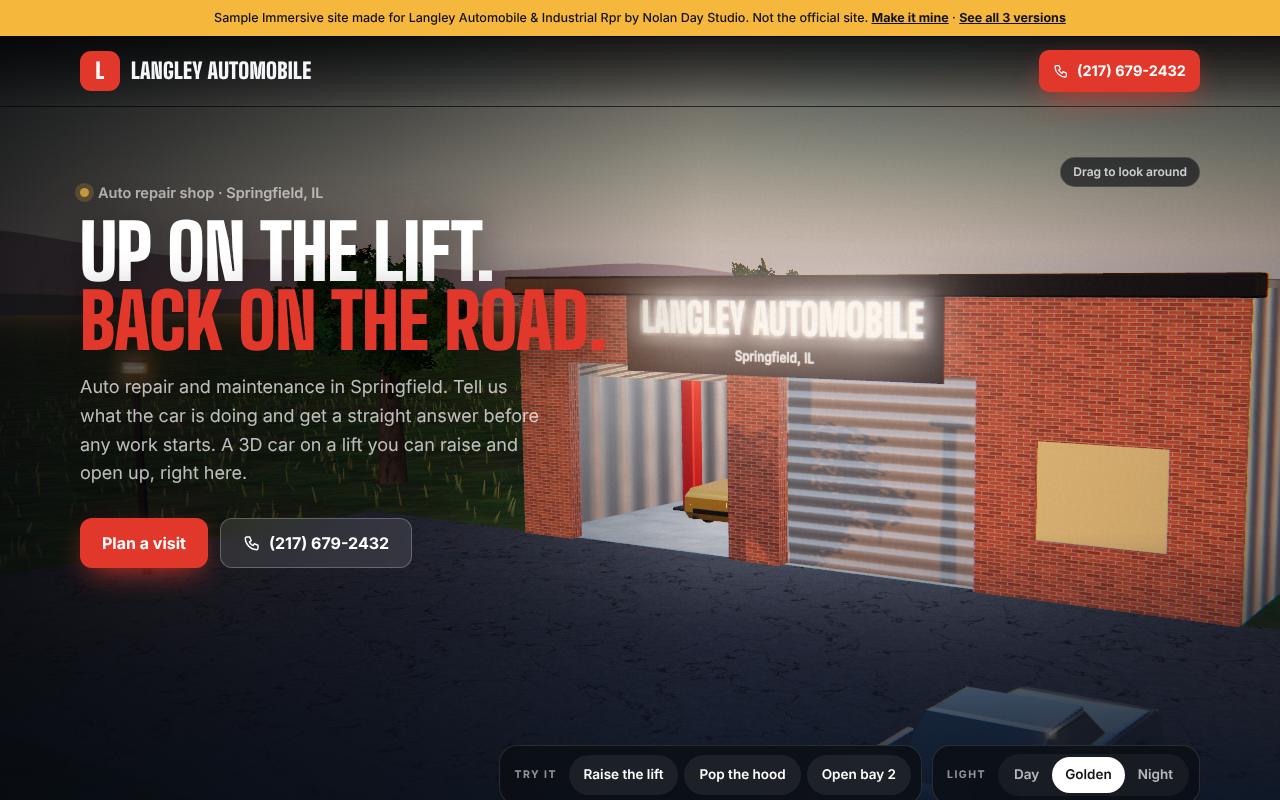 Sample Immersive site made for Langley Automobile & Industrial Rpr by Nolan Day Studio. Not the official site. Make it mine · See all 3 versions
L LANGLEY AUTOMOBILE
(217) 679-2432
Drag to look around
Auto repair shop · Springfield, IL
UP ON THE LIFT.
BACK ON THE ROAD.
LANGLEY AUTOMOBILE
Springfield, IL
Auto repair and maintenance in Springfield. Tell us
what the car is doing and get a straight answer before
any work starts. A 3D car on a lift you can raise and
open up, right here.
Plan a visit
(217) 679-2432
TRY IT Raise the lift Pop the hood Open bay 2
LIGHT Day Golden Night